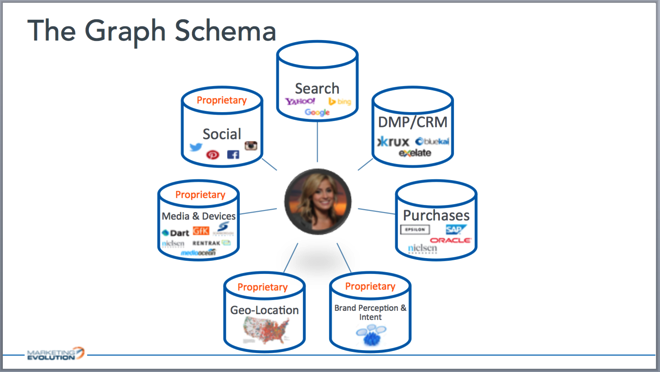 The Graph Schema
Search
YAHOO!
bing
Google
Proprietary
Social
DMP/CRM
krux
bluekai
exelate
Proprietary
Media & Devices
Dart
GfK
nielsen
RENTRAK
mediaocean
Purchases
EPSILON
SAP
ORACLE
nielsen
Proprietary
Geo-Location
Proprietary
Brand Perception &
Intent
MARKETING
EVOLUTION